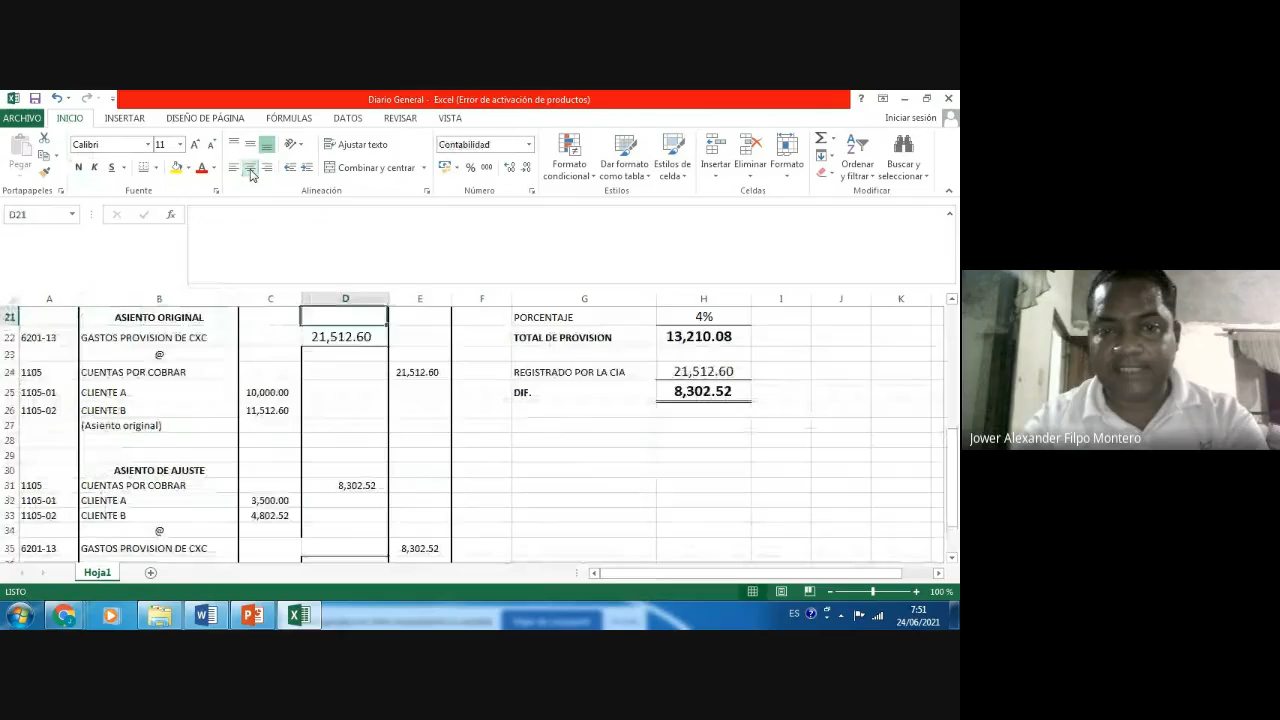 Diario General - Excel (Error de activación de productos)
ARCHIVO INICIO INSERTAR DISEÑO DE PÁGINA FÓRMULAS DATOS REVISAR VISTA Iniciar sesión
Pegar
Calibri 11
N K S
Ajustar texto
Combinar y centrar
Contabilidad
% 000
Formato condicional
Dar formato como tabla
Estilos de celda
Insertar Eliminar Formato
Ordenar y filtrar
Buscar y seleccionar
Portapapeles Fuente Alineación Número Estilos Celdas Modificar
D21 fx
A B C D E F G H I J K
21 ASIENTO ORIGINAL PORCENTAJE 4%
22 6201-13 GASTOS PROVISION DE CXC 21,512.60 TOTAL DE PROVISION 13,210.08
23 @
24 1105 CUENTAS POR COBRAR 21,512.60 REGISTRADO POR LA CIA 21,512.60
25 1105-01 CLIENTE A 10,000.00 DIF. 8,302.52
26 1105-02 CLIENTE B 11,512.60
27 (Asiento original)
28
29
30 ASIENTO DE AJUSTE
31 1105 CUENTAS POR COBRAR 8,302.52
32 1105-01 CLIENTE A 3,500.00
33 1105-02 CLIENTE B 4,802.52
34 @
35 6201-13 GASTOS PROVISION DE CXC 8,302.52
Hoja1
LISTO 100 %
ES 7:51
24/06/2021
Jower Alexander Filpo Montero